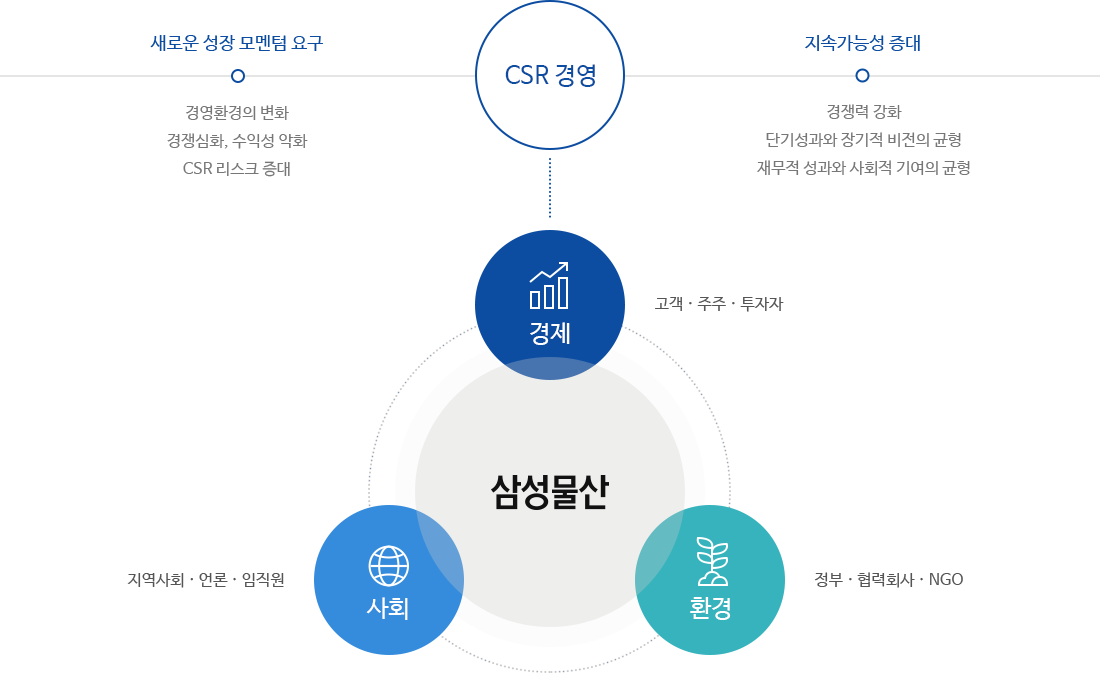 새로운 성장 모멘텀 요구
경영환경의 변화
경쟁심화, 수익성 악화
CSR 리스크 증대
CSR 경영
지속가능성 증대
경쟁력 강화
단기성과와 장기적 비전의 균형
재무적 성과와 사회적 기여의 균형
경제
고객 · 주주 · 투자자
삼성물산
지역사회 · 언론 · 임직원
사회
환경
정부 · 협력회사 · NGO